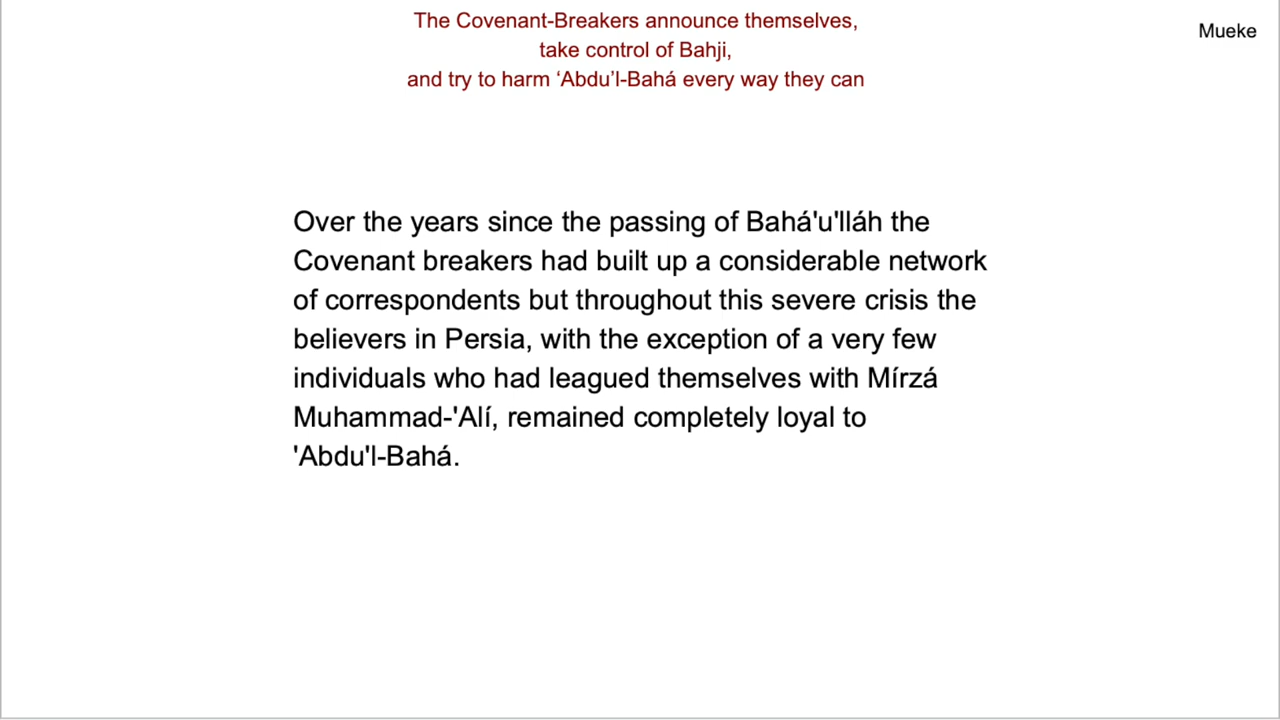 The Covenant-Breakers announce themselves,
take control of Bahji,
and try to harm ‘Abdu’l-Bahá every way they can
Mueke
Over the years since the passing of Bahá'u'lláh the
Covenant breakers had built up a considerable network
of correspondents but throughout this severe crisis the
believers in Persia, with the exception of a very few
individuals who had leagued themselves with Mírzá
Muhammad-'Alí, remained completely loyal to
'Abdu'l-Bahá.